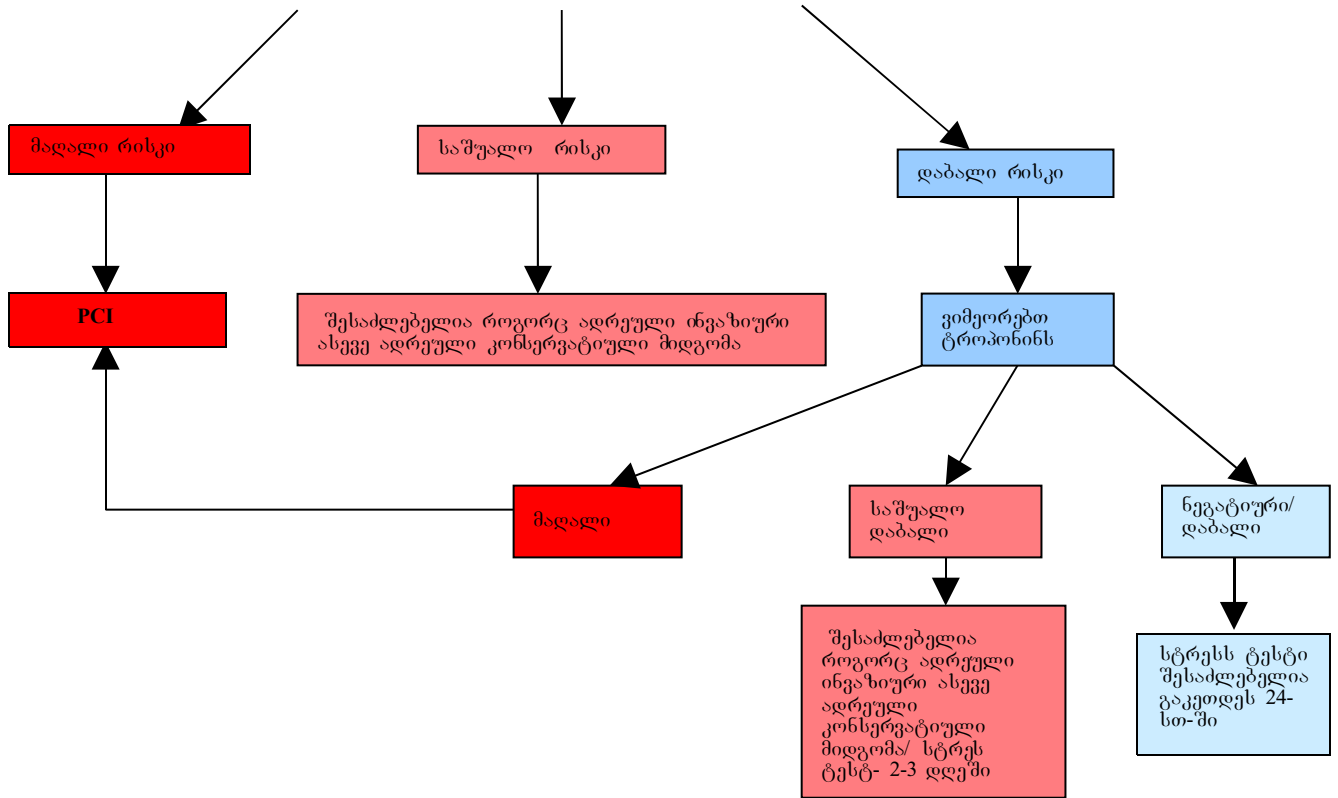 მაღალი რისკი
საშუალო რისკი
დაბალი რისკი
PCI
შესაძლებელია როგორც ადრეული ინვაზიური
ასევე ადრეული კონსერვატიული მიდგომა
ვიმეორებთ
ტროპონინს
მაღალი
საშუალო
დაბალი
ნეგატიური/
დაბალი
შესაძლებელია
როგორც ადრეული
ინვაზიური ასევე
ადრეული
კონსერვატიული
მიდგომა/ სტრეს
ტესტ- 2-3 დღეში
სტრესს ტესტი
შესაძლებელია
გაკეთდეს 24-
სთ-ში